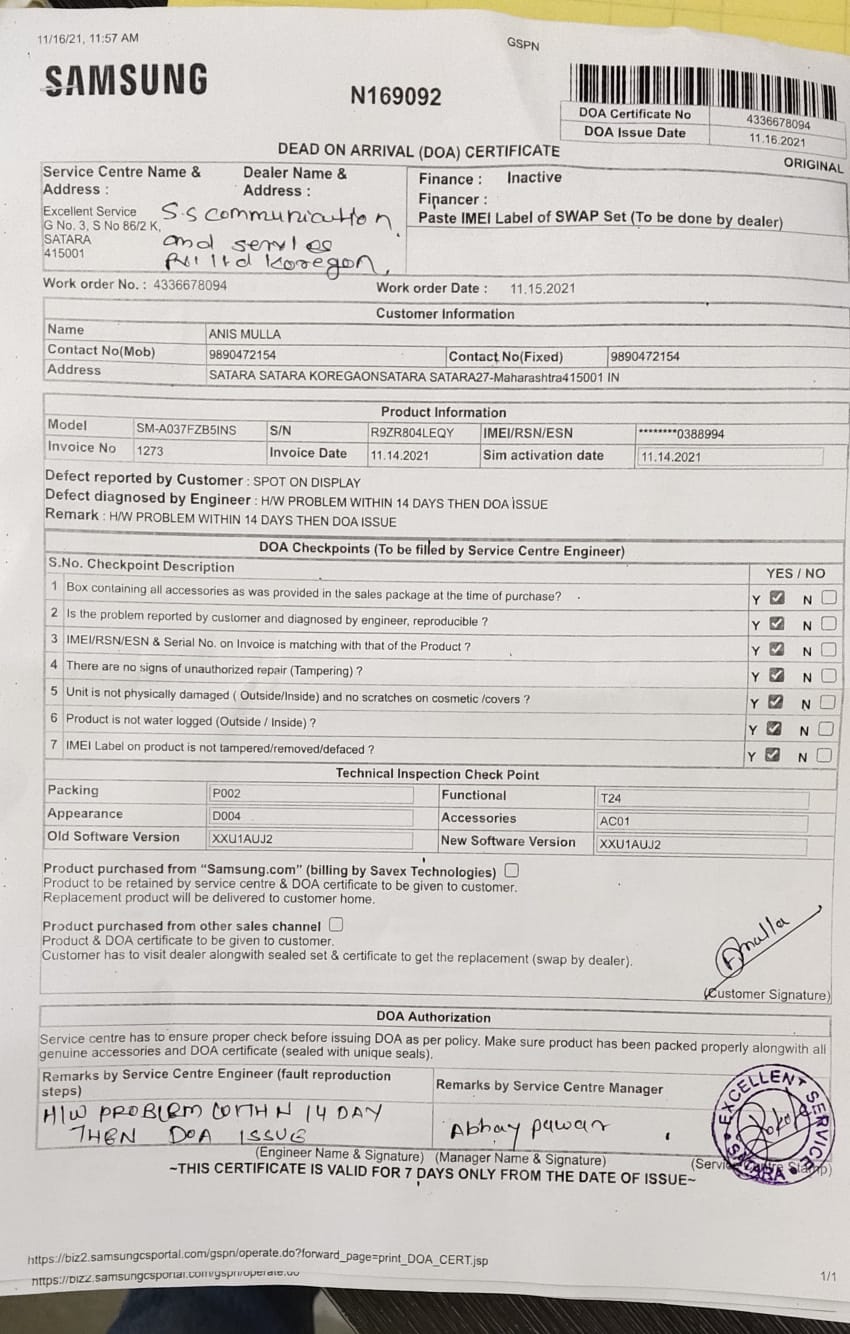 11/16/21, 11:57 AM
GSPN
SAMSUNG
N169092
DOA Certificate No 4336678094
DOA Issue Date 11.16.2021
DEAD ON ARRIVAL (DOA) CERTIFICATE
ORIGINAL
Service Centre Name & Address :
Excellent Service
G No. 3, S No 86/2 K,
SATARA
415001
Dealer Name & Address :
S.S communication
and servies
Koregon,
Finance : Inactive
Financer :
Paste IMEI Label of SWAP Set (To be done by dealer)
Work order No. : 4336678094 Work order Date : 11.15.2021
Customer Information
Name ANIS MULLA
Contact No(Mob) 9890472154 Contact No(Fixed) 9890472154
Address SATARA SATARA KOREGAONSATARA SATARA27-Maharashtra415001 IN
Product Information
Model SM-A037FZB5INS S/N R9ZR804LEQY IMEI/RSN/ESN ********0388994
Invoice No 1273 Invoice Date 11.14.2021 Sim activation date 11.14.2021
Defect reported by Customer : SPOT ON DISPLAY
Defect diagnosed by Engineer : H/W PROBLEM WITHIN 14 DAYS THEN DOA ISSUE
Remark : H/W PROBLEM WITHIN 14 DAYS THEN DOA ISSUE
DOA Checkpoints (To be filled by Service Centre Engineer)
S.No. Checkpoint Description YES / NO
1 Box containing all accessories as was provided in the sales package at the time of purchase? Y N
2 Is the problem reported by customer and diagnosed by engineer, reproducible ? Y N
3 IMEI/RSN/ESN & Serial No. on Invoice is matching with that of the Product ? Y N
4 There are no signs of unauthorized repair (Tampering) ? Y N
5 Unit is not physically damaged ( Outside/Inside) and no scratches on cosmetic /covers ? Y N
6 Product is not water logged (Outside / Inside) ? Y N
7 IMEI Label on product is not tampered/removed/defaced ? Y N
Technical Inspection Check Point
Packing P002 Functional T24
Appearance D004 Accessories AC01
Old Software Version XXU1AUJ2 New Software Version XXU1AUJ2
Product purchased from “Samsung.com” (billing by Savex Technologies)
Product to be retained by service centre & DOA certificate to be given to customer.
Replacement product will be delivered to customer home.
Product purchased from other sales channel
Product & DOA certificate to be given to customer.
Customer has to visit dealer alongwith sealed set & certificate to get the replacement (swap by dealer).
Amulla
(Customer Signature)
DOA Authorization
Service centre has to ensure proper check before issuing DOA as per policy. Make sure product has been packed properly alongwith all
genuine accessories and DOA certificate (sealed with unique seals).
Remarks by Service Centre Engineer (fault reproduction steps)
Remarks by Service Centre Manager
H/W PROBLEM WITHN 14 DAY
THEN DOA ISSUE
Abhay pawar
EXCELLENT SERVICE SATARA
(Engineer Name & Signature) (Manager Name & Signature) (Service Centre Stamp)
~THIS CERTIFICATE IS VALID FOR 7 DAYS ONLY FROM THE DATE OF ISSUE~
https://biz2.samsungcsportal.com/gspn/operate.do?forward_page=print_DOA_CERT.jsp
1/1
https://biz2.samsungcsportal.com/gspn/operate.do